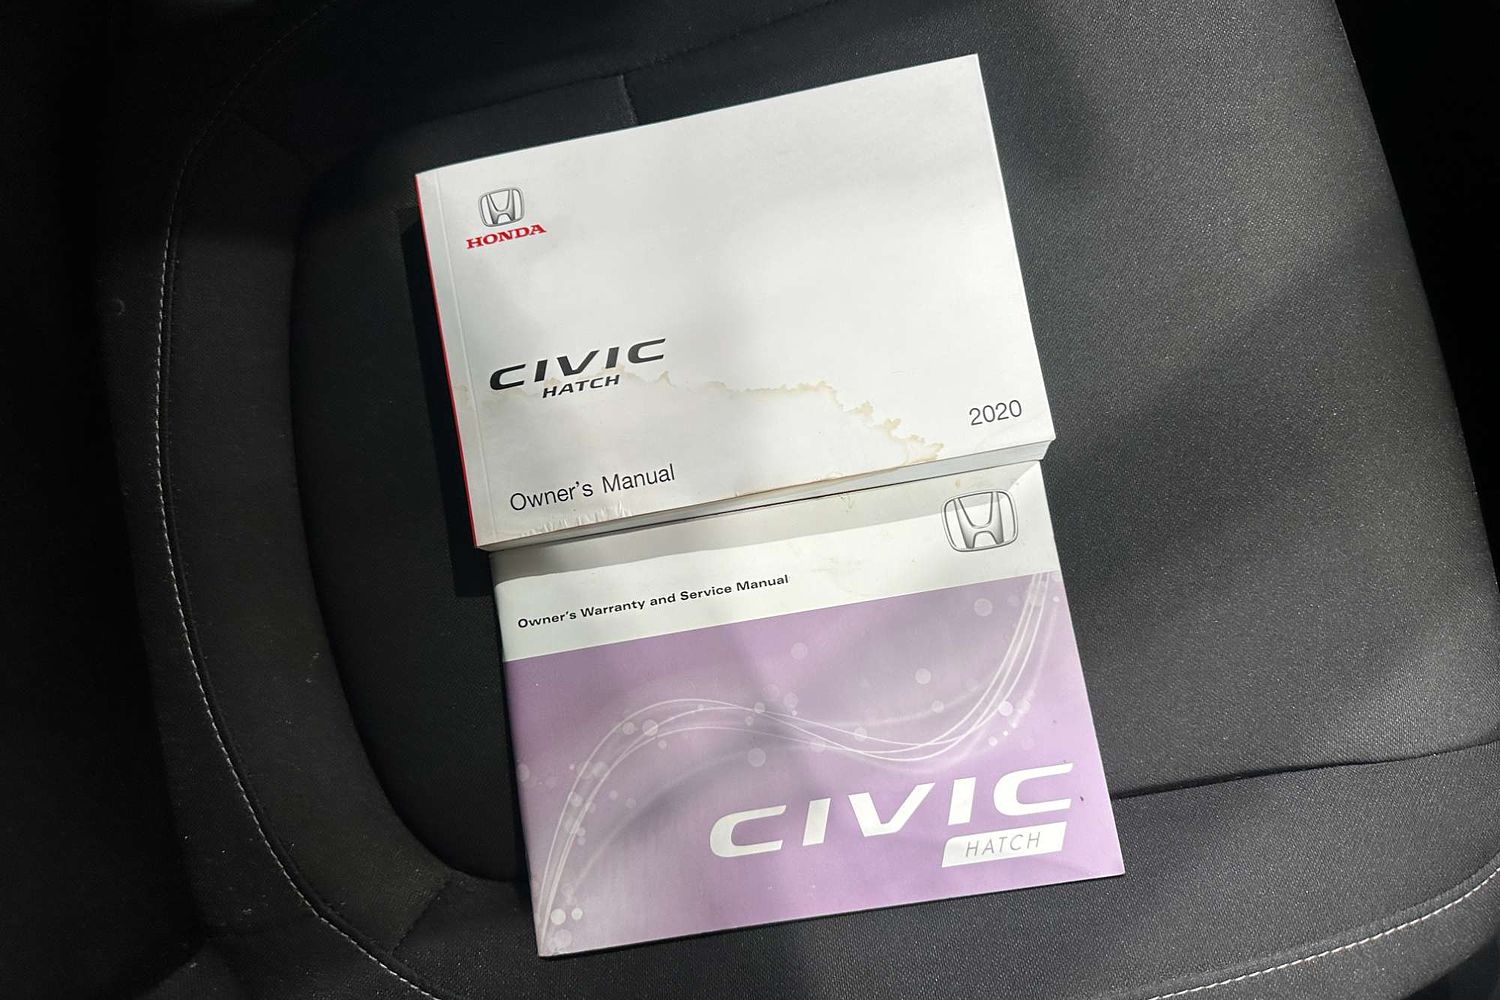 HONDA
CIVIC
HATCH
2020
Owner's Manual
Owner's Warranty and Service Manual
CIVIC
HATCH